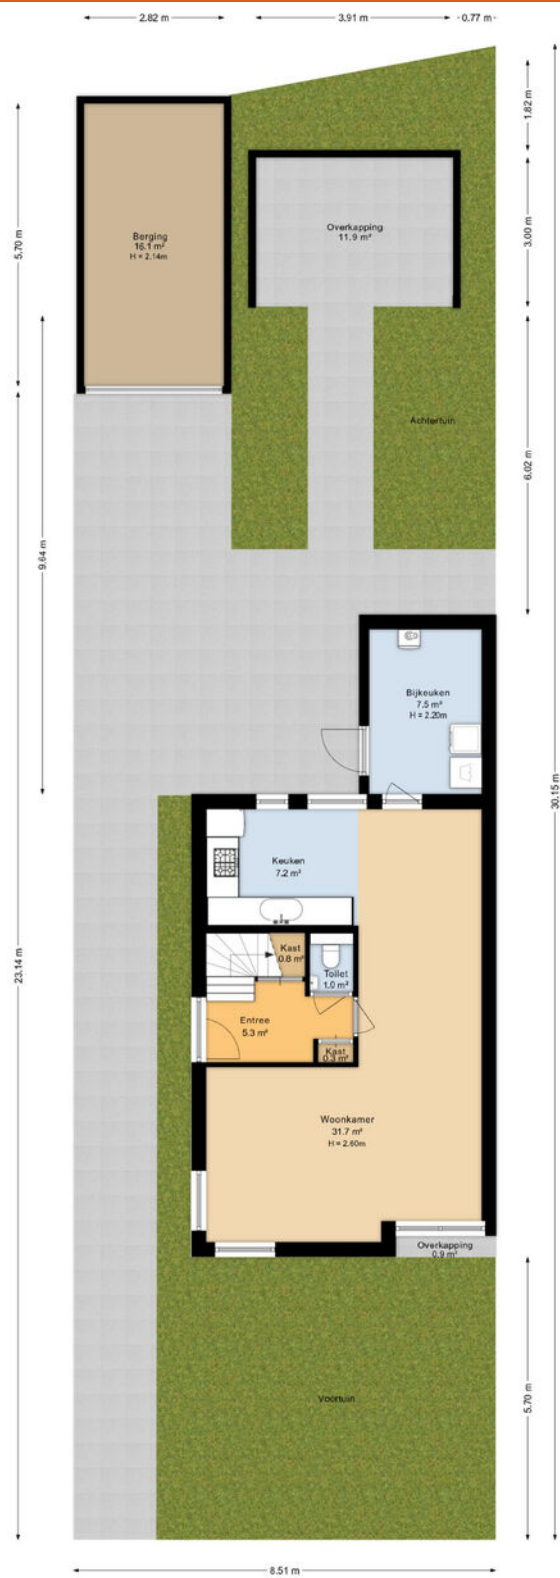 2.82 m
3.91 m
0.77 m
1.82 m
5.70 m
3.00 m
Berging
16.1 m²
H = 2.14m
Overkapping
11.9 m²
Achtertuin
6.02 m
9.64 m
Bijkeuken
7.5 m²
H = 2.20m
30.15 m
Keuken
7.2 m²
23.14 m
Kast
0.8 m²
Toilet
1.0 m²
Entree
5.3 m²
Kast
0.3 m²
Woonkamer
31.7 m²
H = 2.60m
Overkapping
0.9 m²
Voortuin
5.70 m
8.51 m